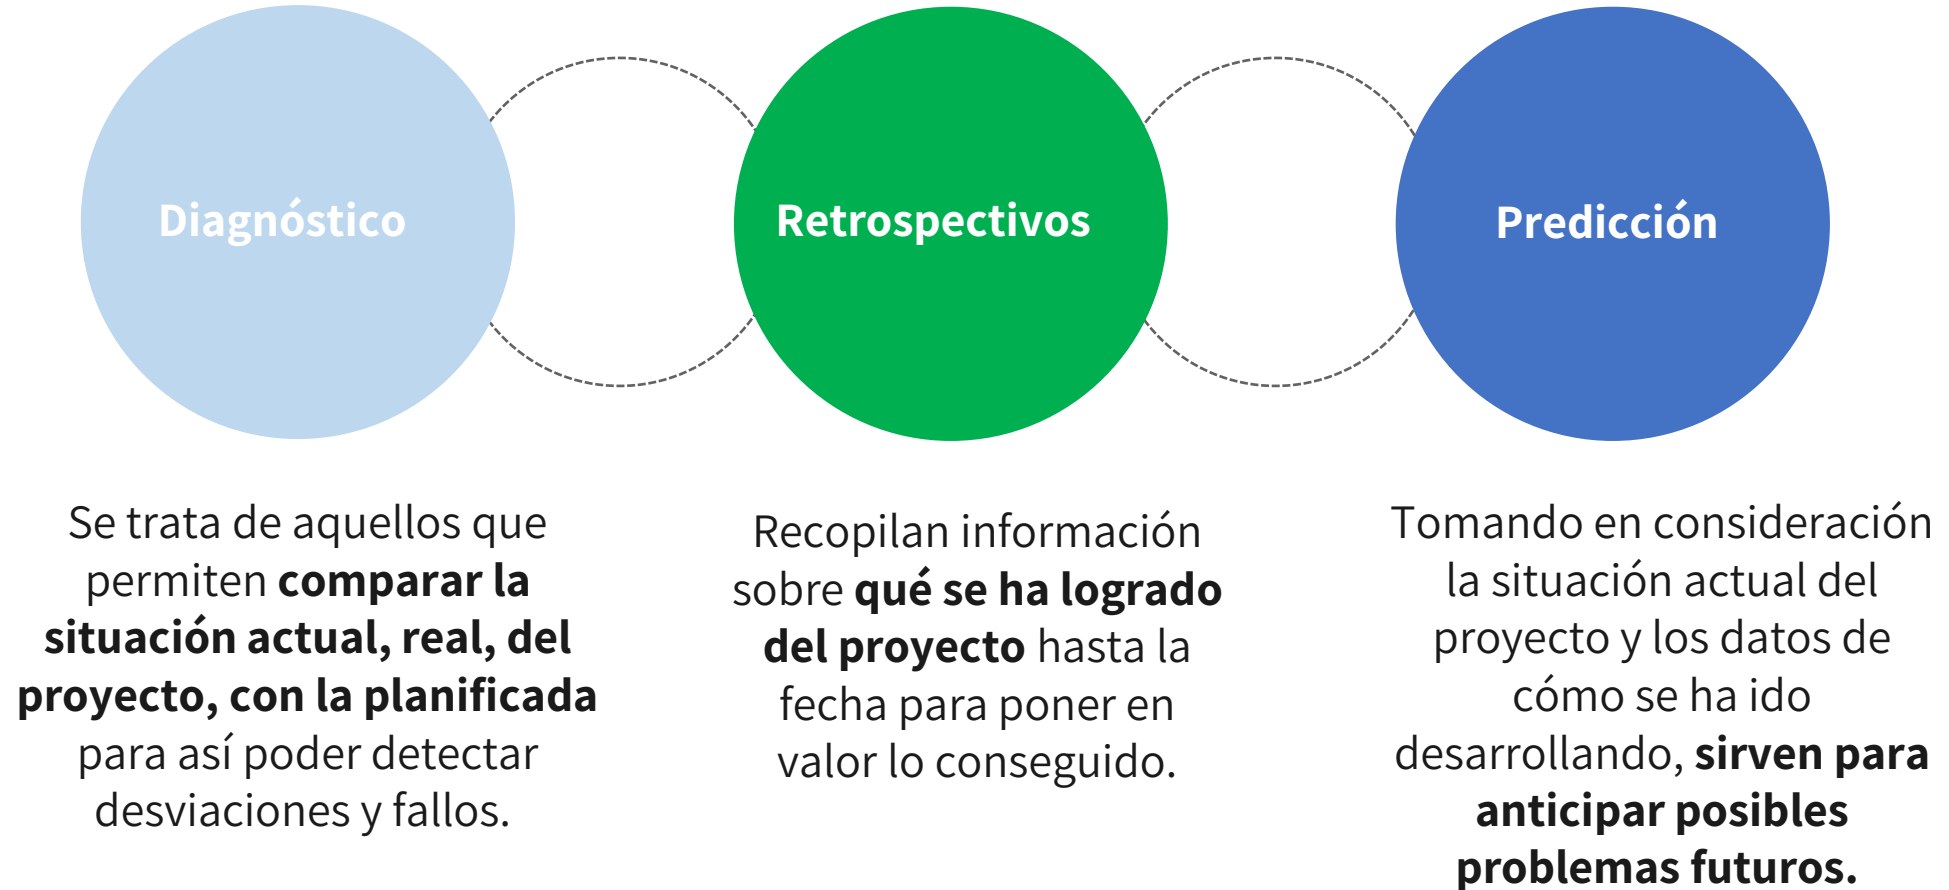 Diagnóstico
Retrospectivos
Predicción
Se trata de aquellos que
permiten comparar la
situación actual, real, del
proyecto, con la planificada
para así poder detectar
desviaciones y fallos.
Recopilan información
sobre qué se ha logrado
del proyecto hasta la
fecha para poner en
valor lo conseguido.
Tomando en consideración
la situación actual del
proyecto y los datos de
cómo se ha ido
desarrollando, sirven para
anticipar posibles
problemas futuros.